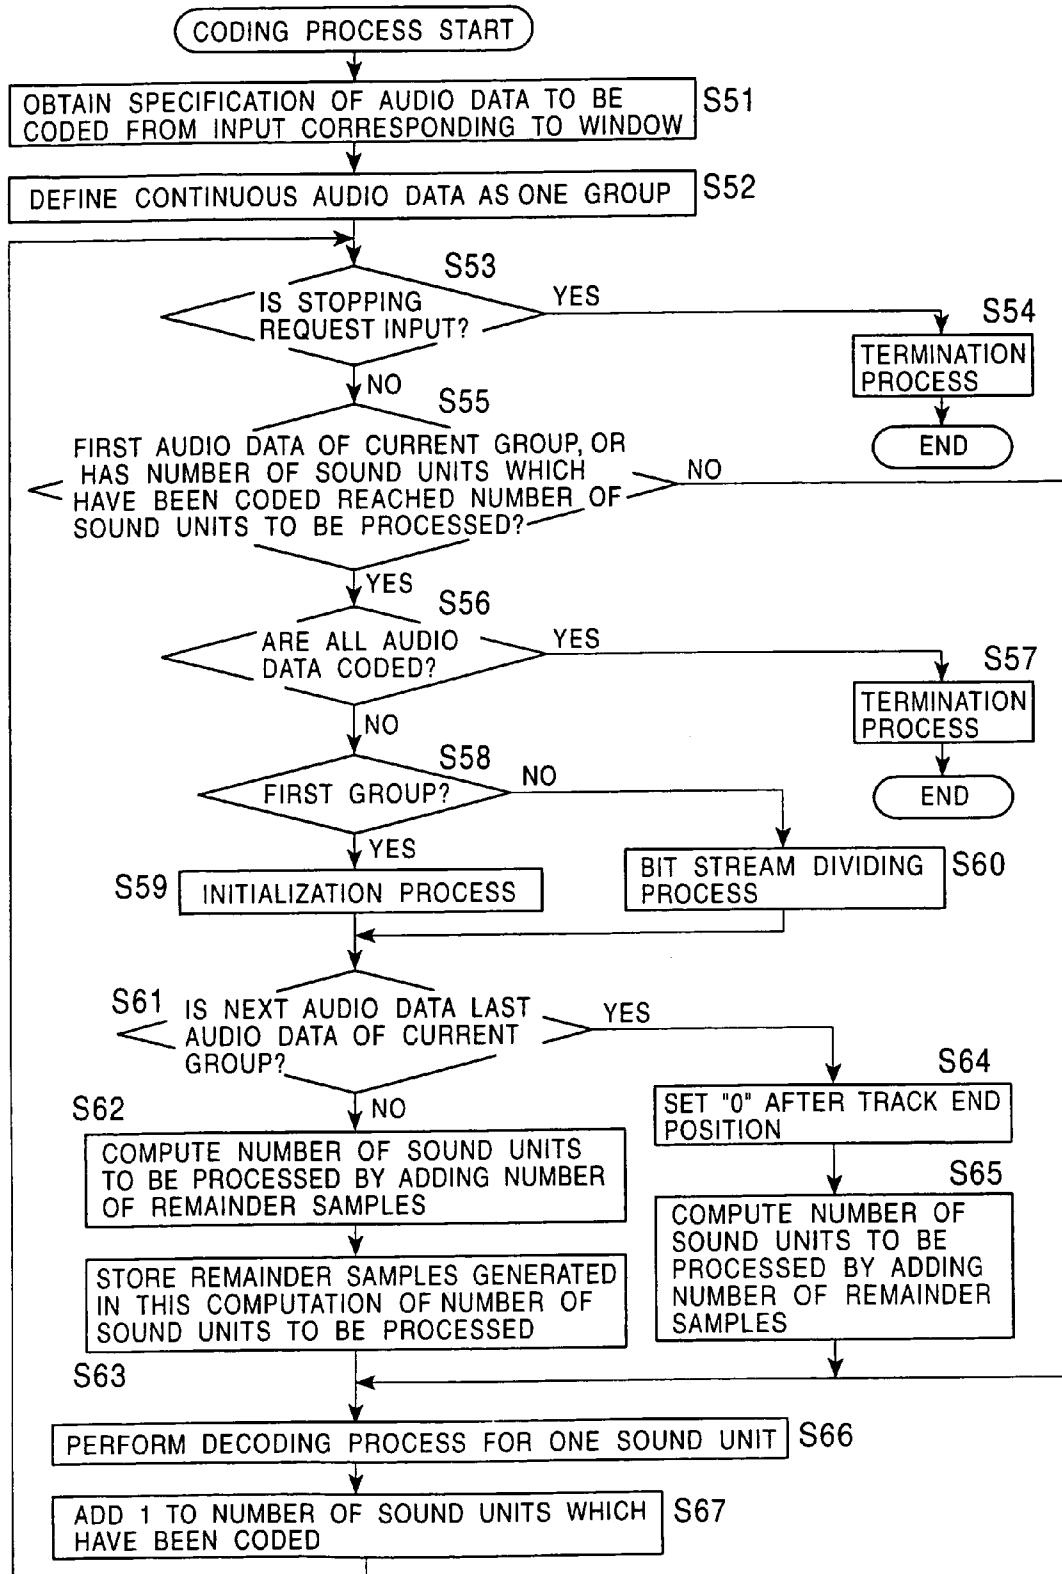 CODING PROCESS START
OBTAIN SPECIFICATION OF AUDIO DATA TO BE
CODED FROM INPUT CORRESPONDING TO WINDOW
S51
DEFINE CONTINUOUS AUDIO DATA AS ONE GROUP
S52
S53
IS STOPPING
REQUEST INPUT?
YES
S54
TERMINATION
PROCESS
END
NO
S55
FIRST AUDIO DATA OF CURRENT GROUP, OR
HAS NUMBER OF SOUND UNITS WHICH
HAVE BEEN CODED REACHED NUMBER OF
SOUND UNITS TO BE PROCESSED?
NO
YES
S56
ARE ALL AUDIO
DATA CODED?
YES
S57
TERMINATION
PROCESS
END
NO
S58
FIRST GROUP?
NO
YES
S59
INITIALIZATION PROCESS
BIT STREAM DIVIDING
PROCESS
S60
S61
IS NEXT AUDIO DATA LAST
AUDIO DATA OF CURRENT
GROUP?
YES
NO
S62
COMPUTE NUMBER OF SOUND UNITS
TO BE PROCESSED BY ADDING NUMBER
OF REMAINDER SAMPLES
S64
SET "0" AFTER TRACK END
POSITION
S65
COMPUTE NUMBER OF
SOUND UNITS TO BE
PROCESSED BY ADDING
NUMBER OF REMAINDER
SAMPLES
STORE REMAINDER SAMPLES GENERATED
IN THIS COMPUTATION OF NUMBER OF
SOUND UNITS TO BE PROCESSED
S63
PERFORM DECODING PROCESS FOR ONE SOUND UNIT
S66
ADD 1 TO NUMBER OF SOUND UNITS WHICH
HAVE BEEN CODED
S67